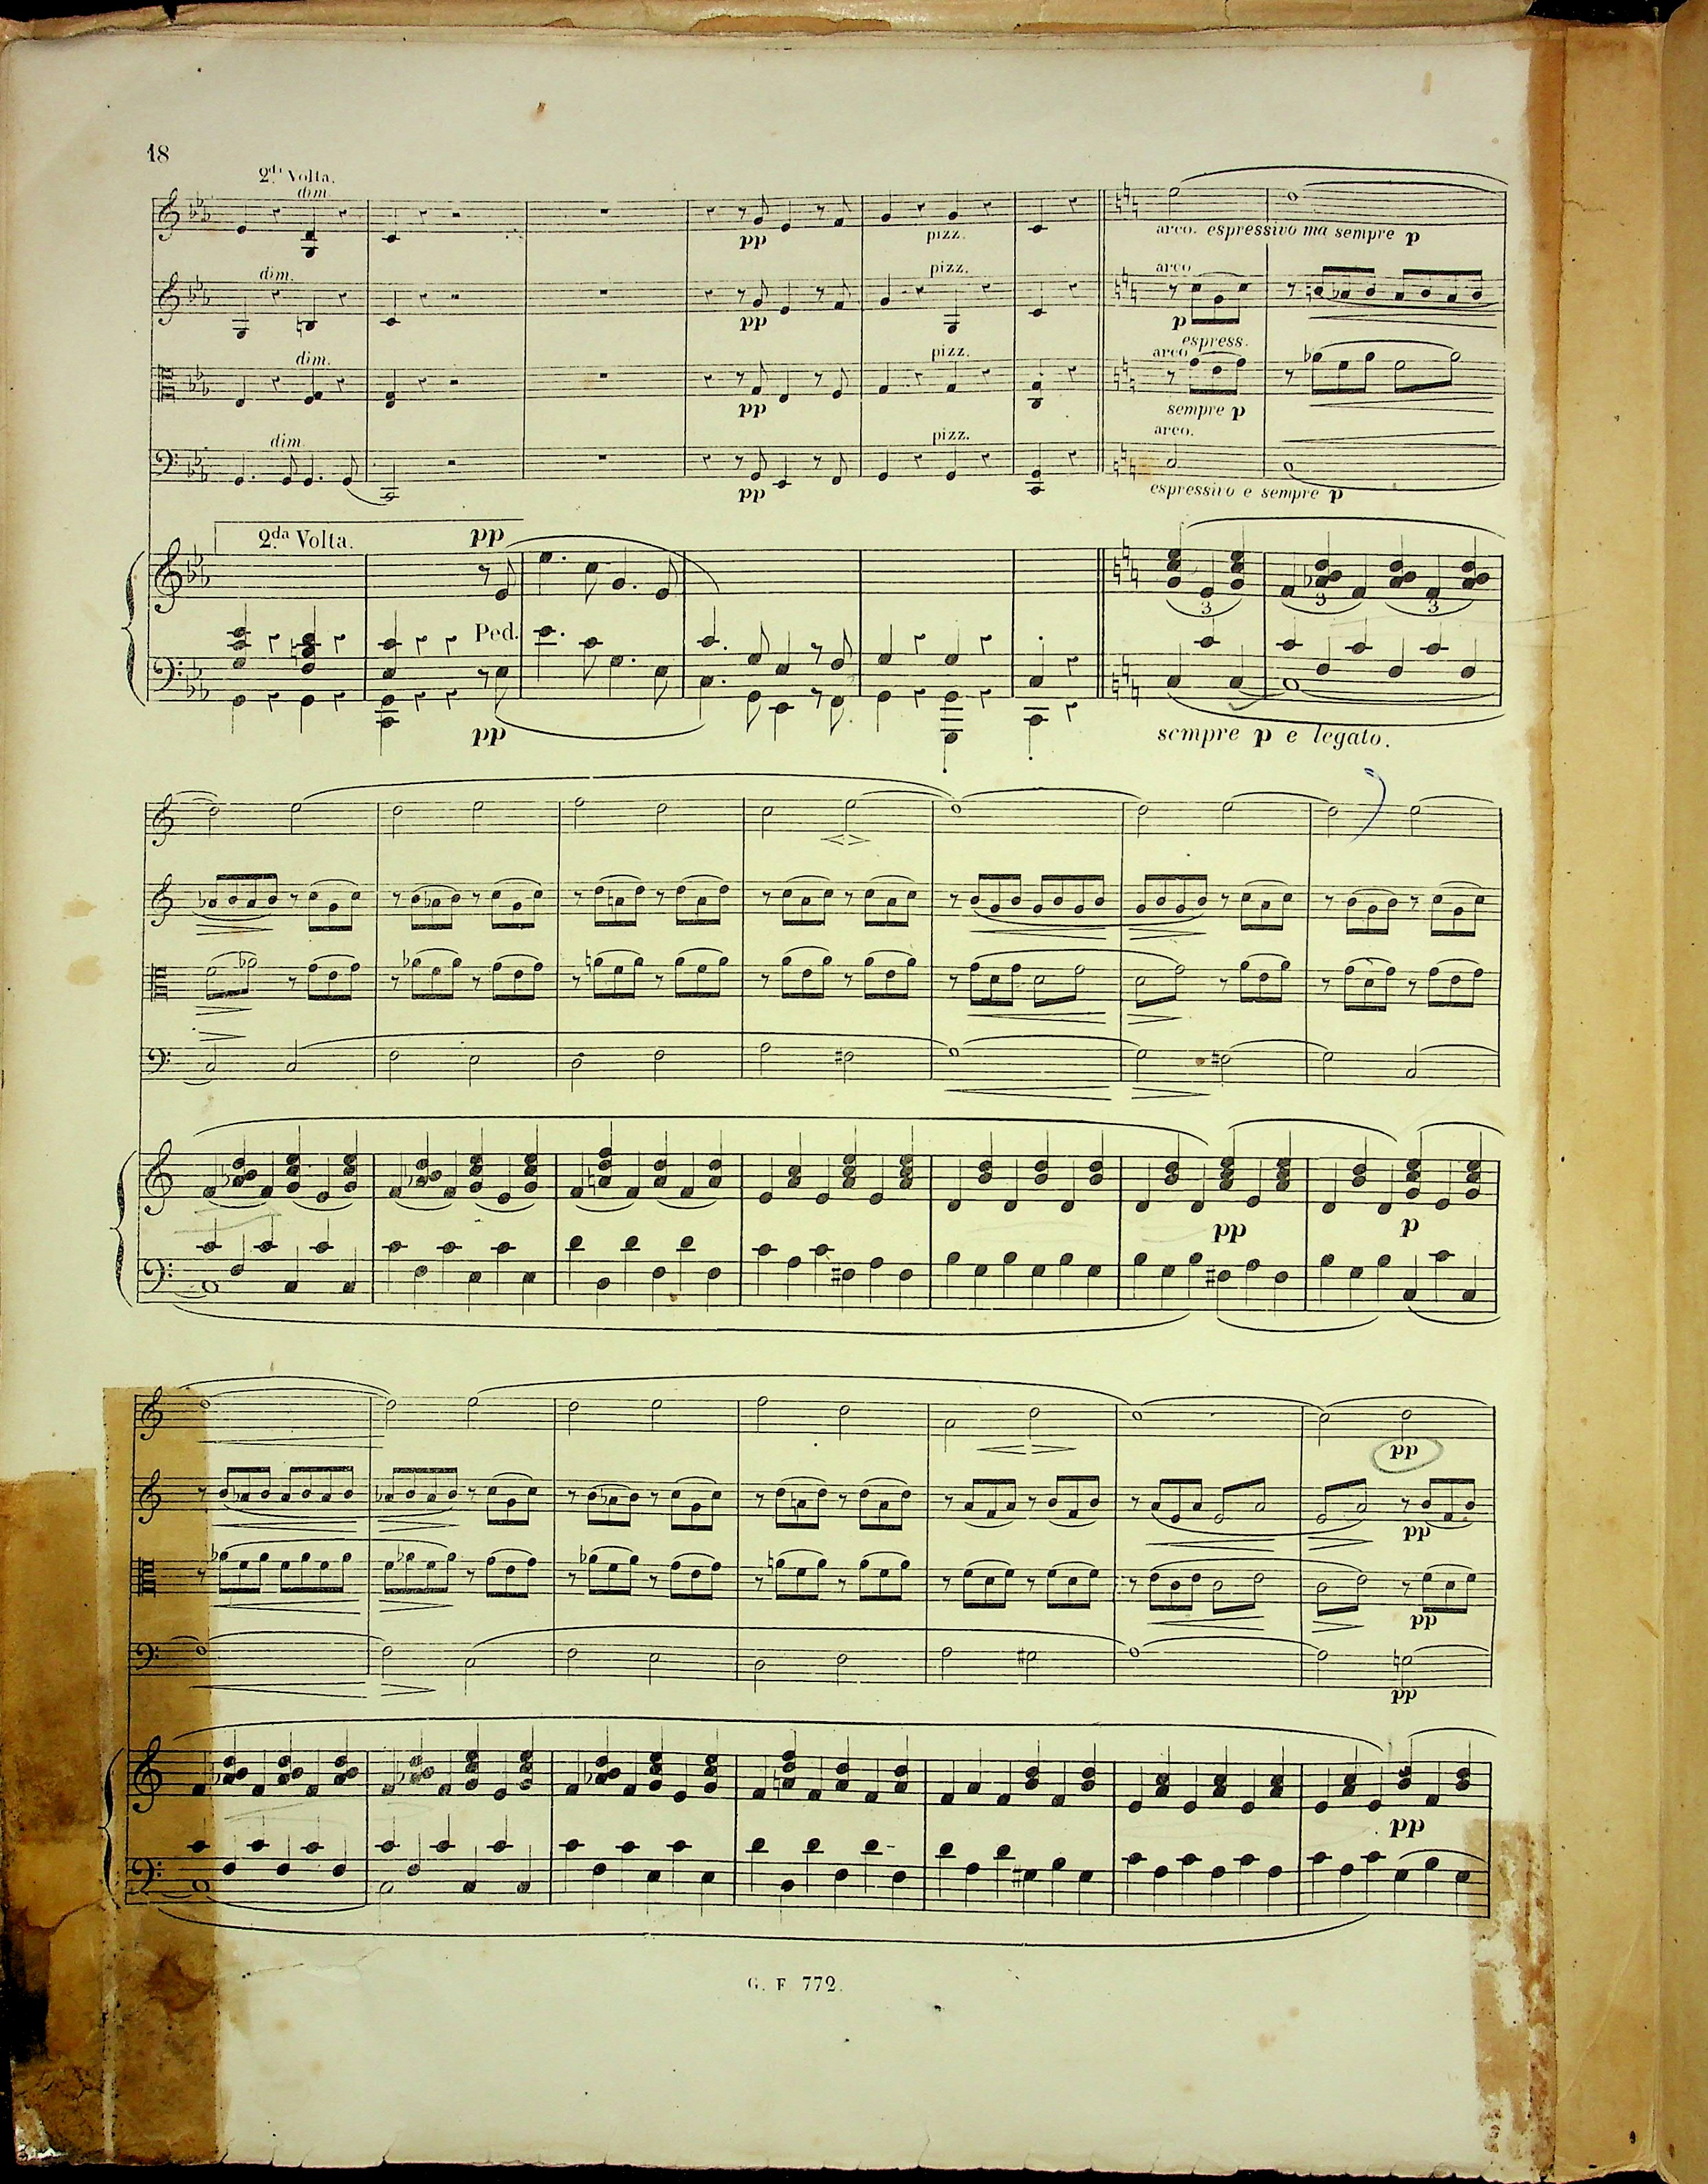 18
2.da Volta.
dim.
pp
pizz.
arco. espressivo ma sempre p
dim.
pp
pizz.
arco
p
dim.
pp
pizz.
arco
espress.
sempre p
dim.
pp
pizz.
arco.
espressivo e sempre p
2.da Volta.
pp
Ped.
pp
3
3
3
sempre p e legato.
pp
p
pp
pp
pp
pp
pp
G. F 772.